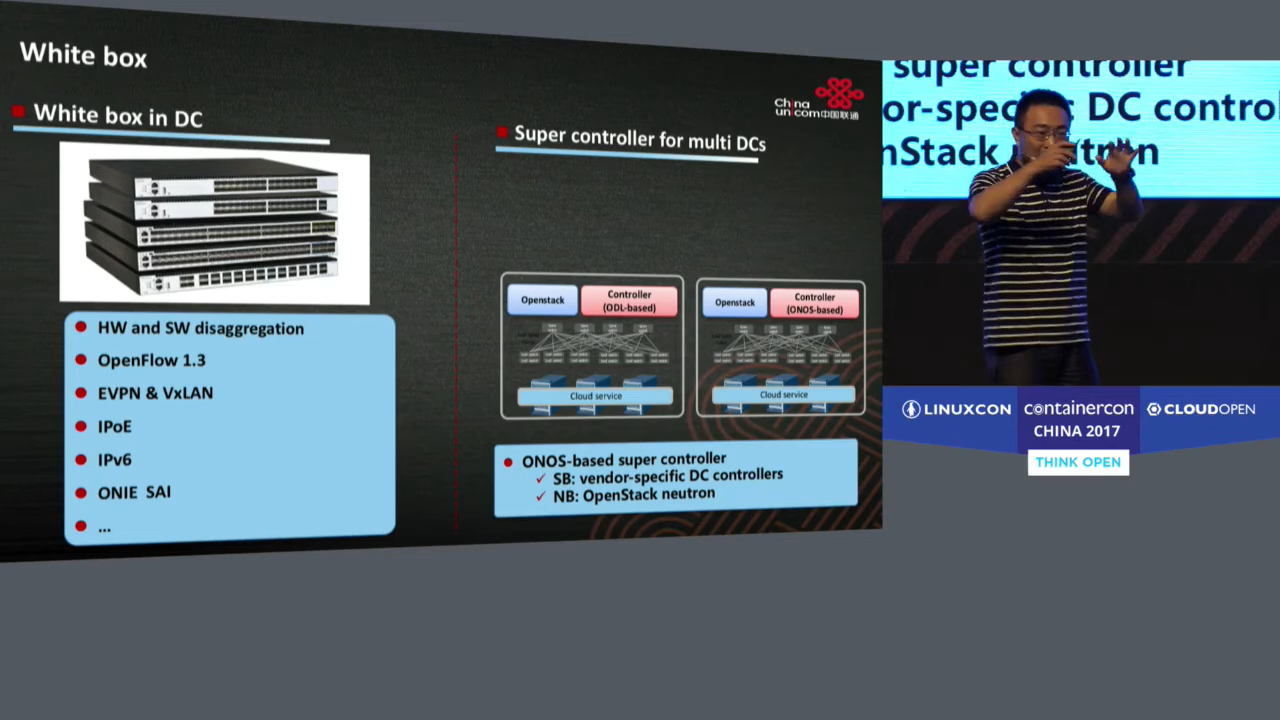 White box
White box in DC
HW and SW disaggregation
OpenFlow 1.3
EVPN & VxLAN
IPoE
IPv6
ONIE SAI
...
China
unicom中国联通
Super controller for multi DCs
Openstack
Controller
(ODL-based)
Cloud service
Openstack
Controller
(ONOS-based)
Cloud service
ONOS-based super controller
SB: vendor-specific DC controllers
NB: OpenStack neutron
super controller
or-specific DC control
nStack n
LINUXCON
containercon
CHINA 2017
CLOUDOPEN
THINK OPEN